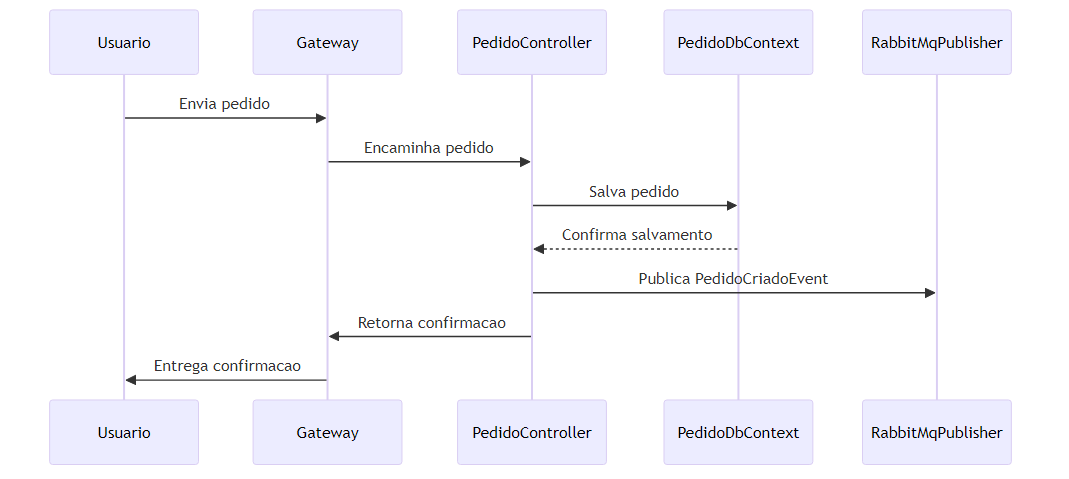 Usuario
Gateway
PedidoController
PedidoDbContext
RabbitMqPublisher
Envia pedido
Encaminha pedido
Salva pedido
Confirma salvamento
Publica PedidoCriadoEvent
Retorna confirmacao
Entrega confirmacao
Usuario
Gateway
PedidoController
PedidoDbContext
RabbitMqPublisher